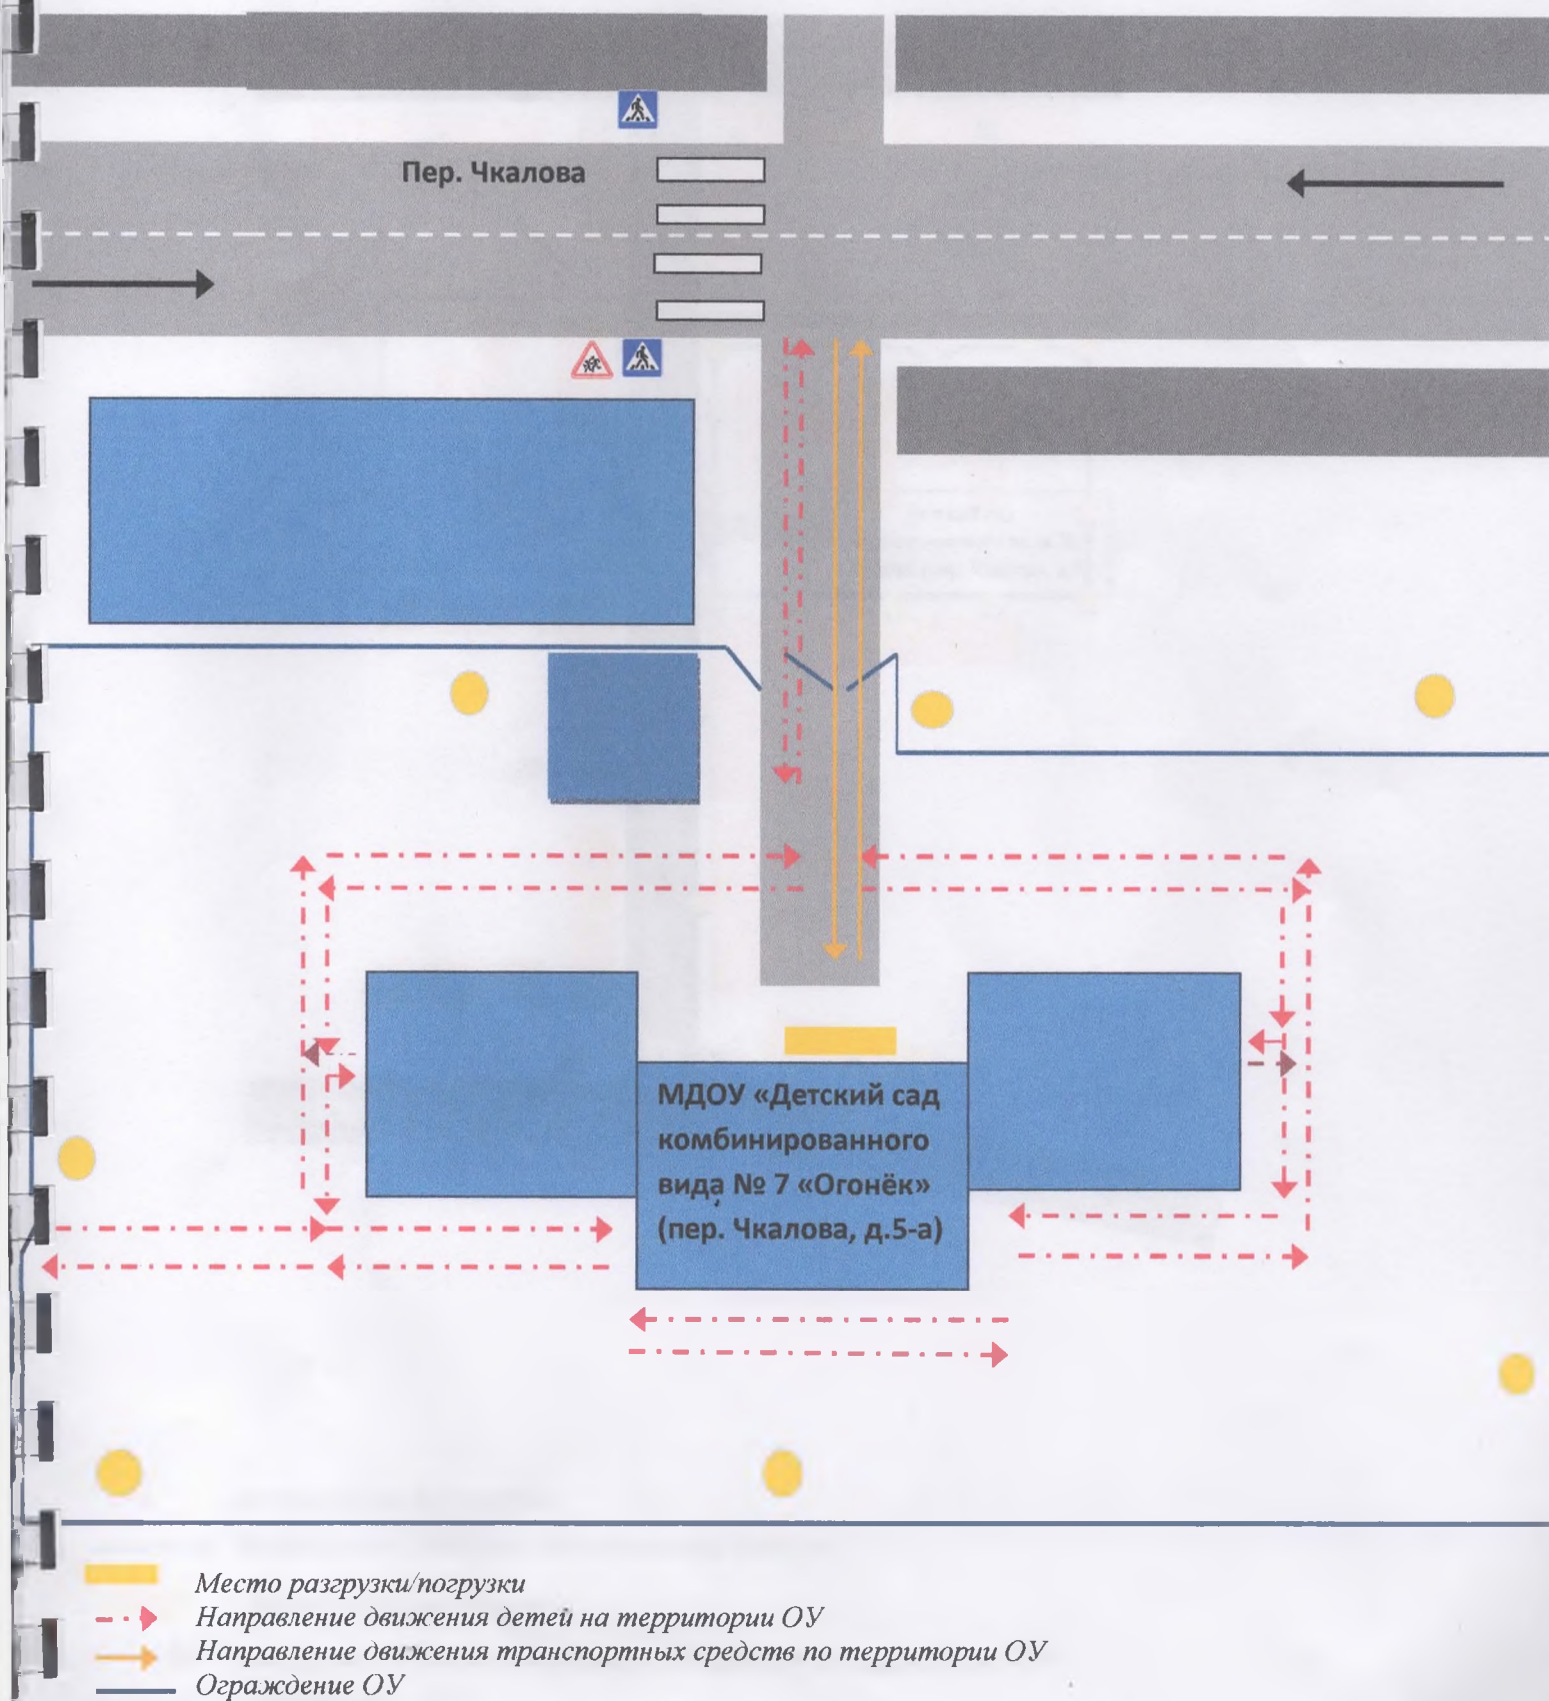 Пер. Чкалова
МДОУ «Детский сад
комбинированного
вида № 7 «Огонёк»
(пер. Чкалова, д.5-а)
Место разгрузки/погрузки
Направление движения детей на территории ОУ
Направление движения транспортных средств по территории ОУ
Ограждение ОУ